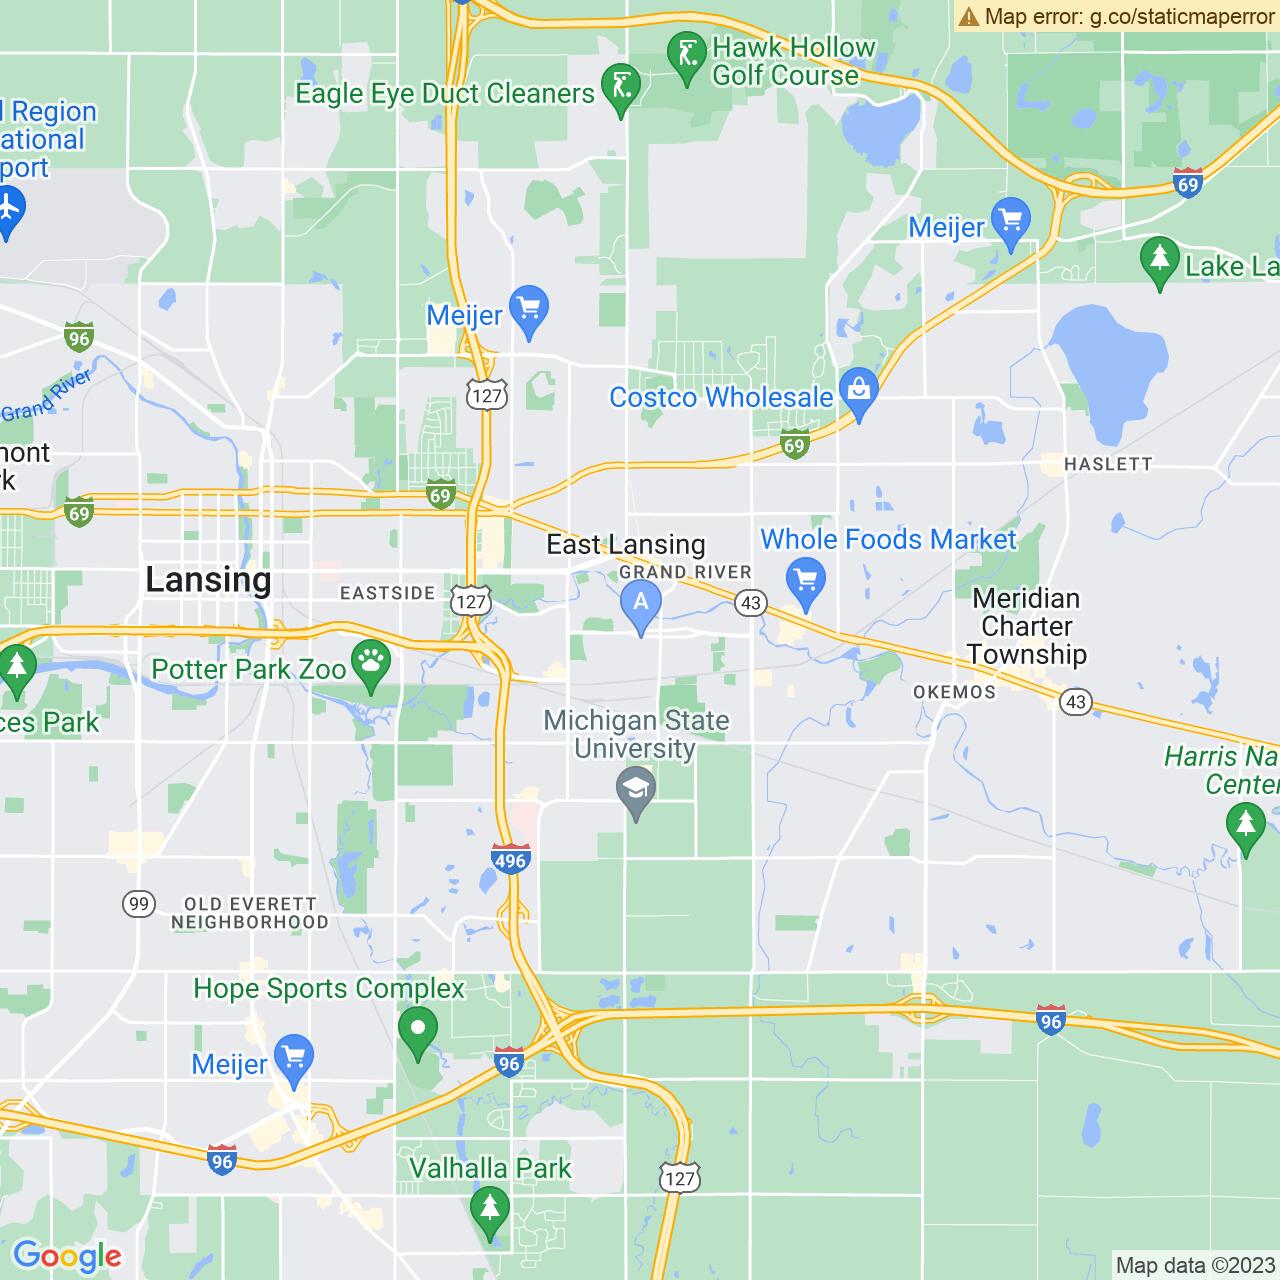 Map error: g.co/staticmaperror
Hawk Hollow
Golf Course
Eagle Eye Duct Cleaners
l Region
ational
port
69
Meijer
Lake La
Meijer
96
Grand River
127
Costco Wholesale
69
mont
rk
HASLETT
69
69
East Lansing
Whole Foods Market
GRAND RIVER
Lansing
EASTSIDE
127
A
43
Meridian
Charter
Township
Potter Park Zoo
OKEMOS
43
ces Park
Michigan State
University
Harris Na
Center
496
99
OLD EVERETT
NEIGHBORHOOD
Hope Sports Complex
96
Meijer
96
96
Valhalla Park
127
Google
Map data ©2023